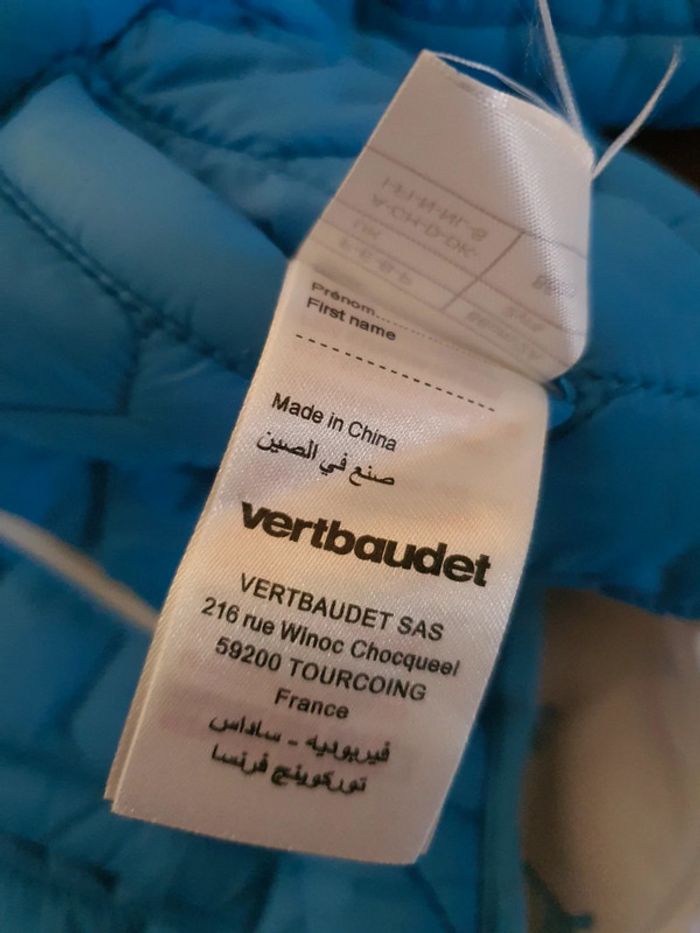 Prénom
First name
Made in China
صنع في الصين
vertbaudet
VERTBAUDET SAS
216 rue Winoc Chocqueel
59200 TOURCOING
France
فيربوديه - ساداس
توركوينج فرنسا